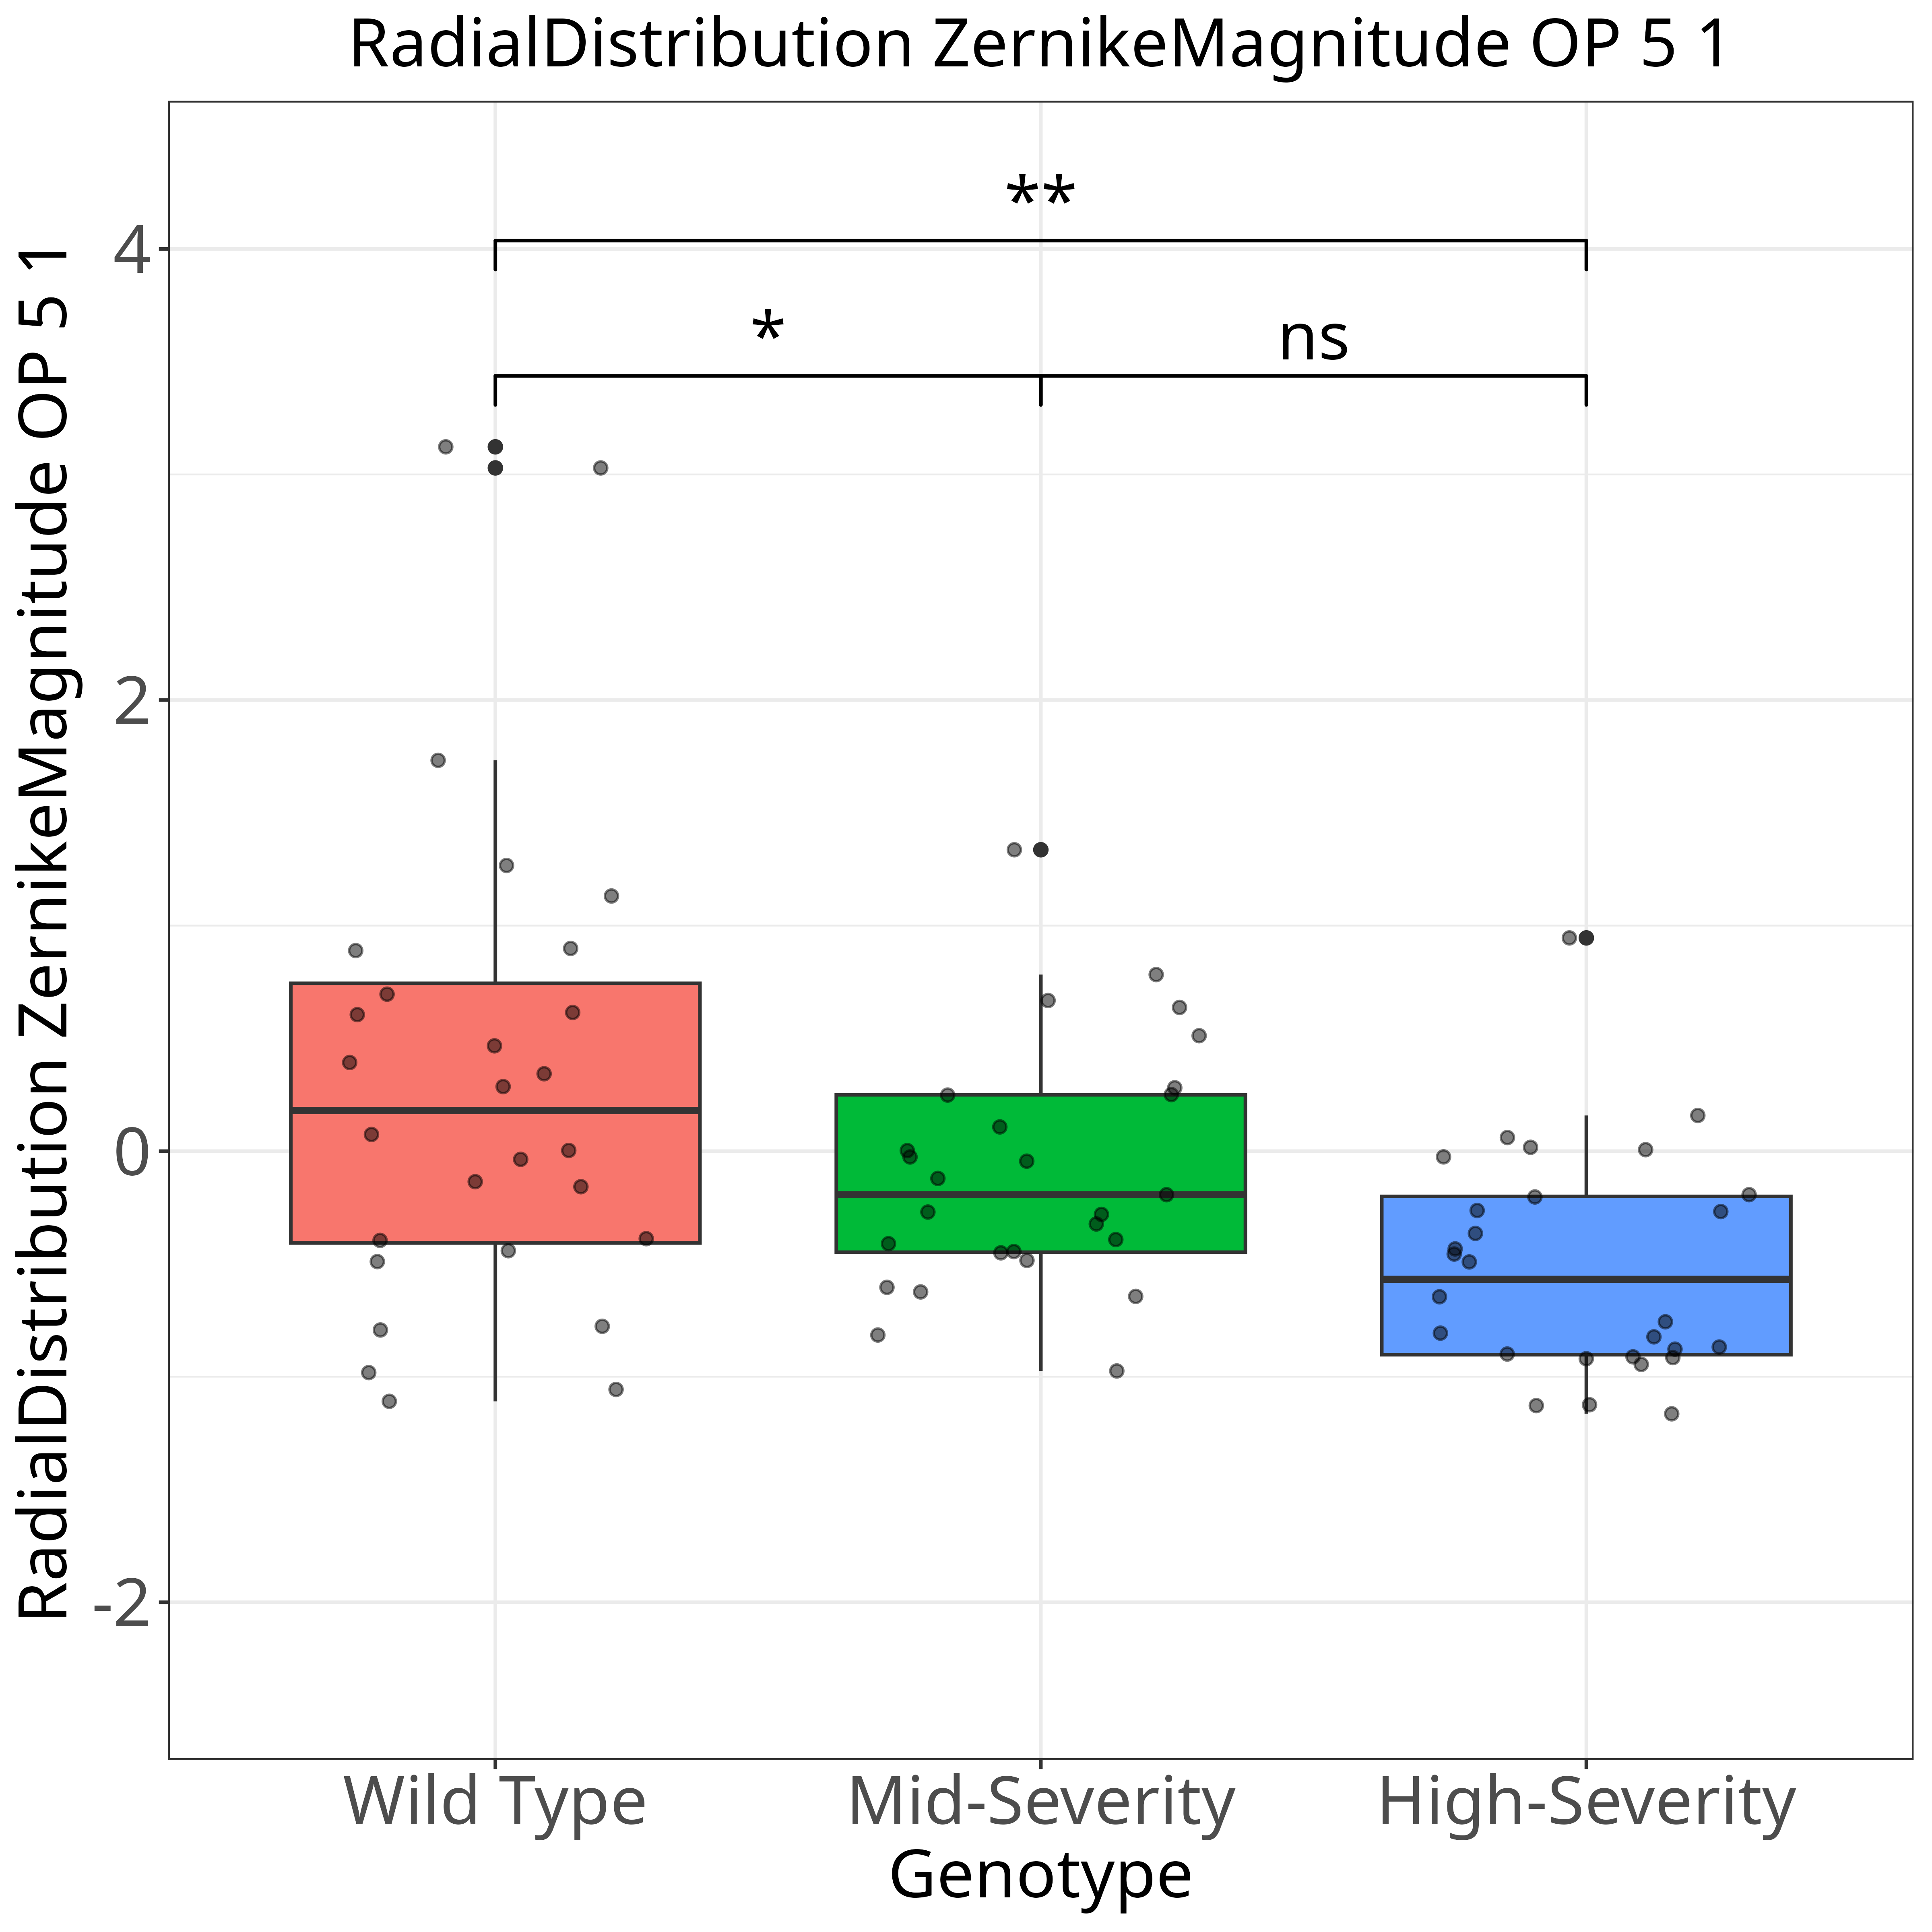 RadialDistribution ZernikeMagnitude OP 5 1
RadialDistribution ZernikeMagnitude OP 5 1
4
2
0
-2
**
*
ns
Wild Type
Mid-Severity
High-Severity
Genotype